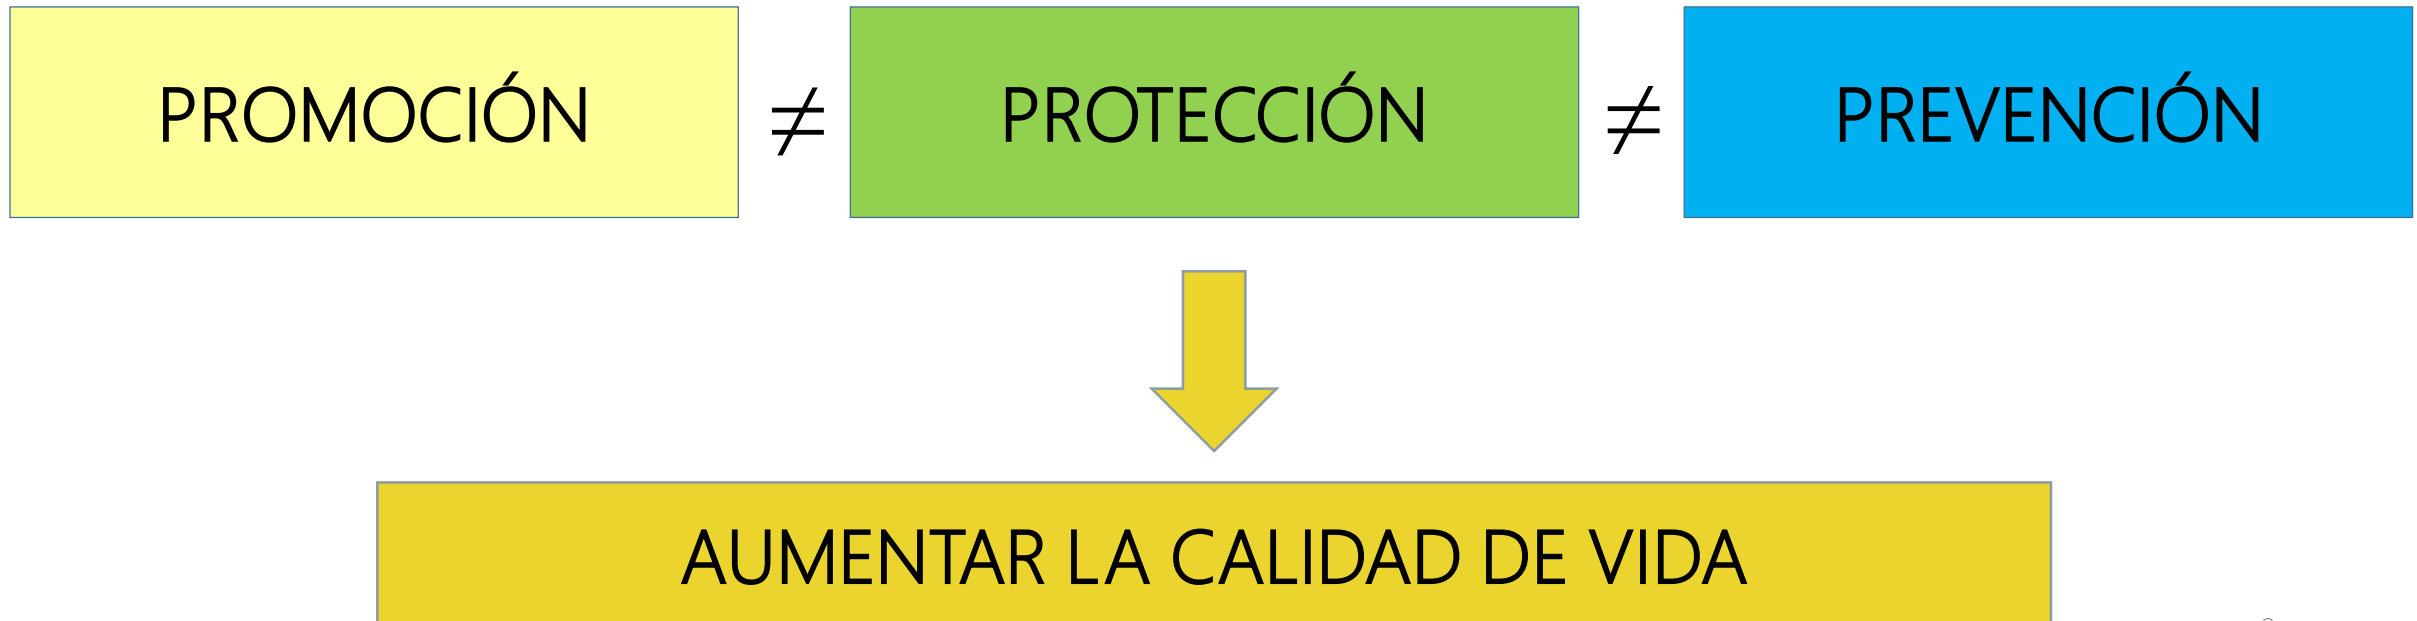 PROMOCIÓN ≠ PROTECCIÓN ≠ PREVENCIÓN
AUMENTAR LA CALIDAD DE VIDA